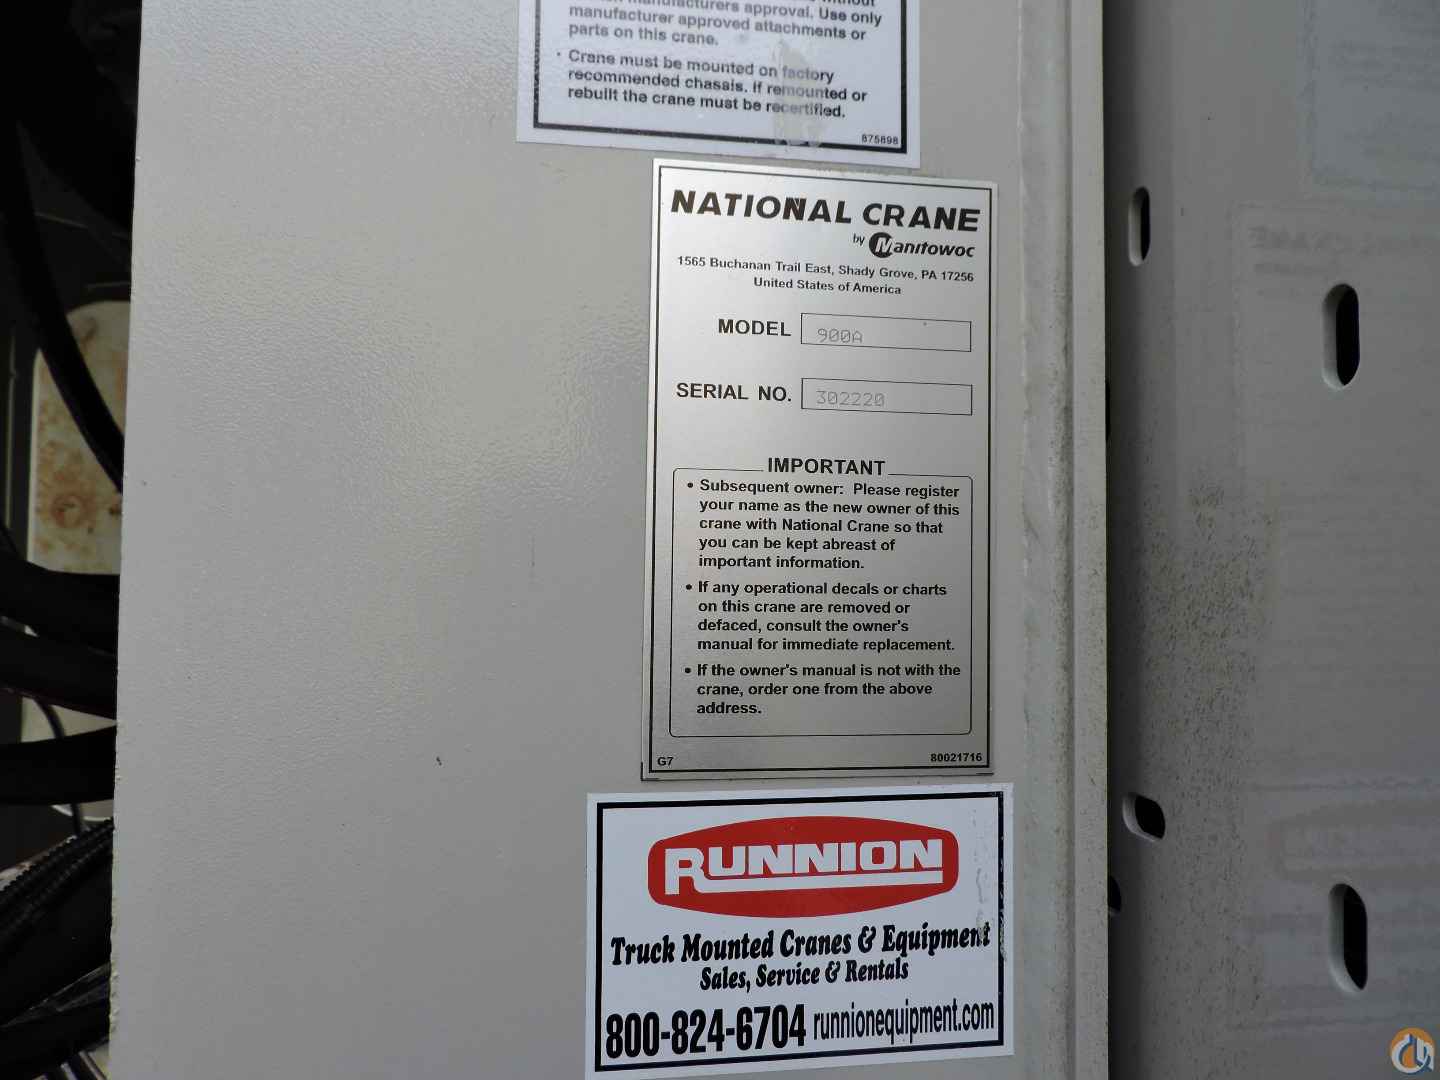 manufacturers approval. Use only
manufacturer approved attachments or
parts on this crane.
· Crane must be mounted on factory
recommended chassis. If remounted or
rebuilt the crane must be recertified.
875898
NATIONAL CRANE
by Manitowoc
1565 Buchanan Trail East, Shady Grove, PA 17256
United States of America
MODEL 900A
SERIAL NO. 302220
IMPORTANT
• Subsequent owner: Please register
your name as the new owner of this
crane with National Crane so that
you can be kept abreast of
important information.
• If any operational decals or charts
on this crane are removed or
defaced, consult the owner's
manual for immediate replacement.
• If the owner's manual is not with the
crane, order one from the above
address.
G7 80021716
RUNNION
Truck Mounted Cranes & Equipment
Sales, Service & Rentals
800-824-6704 runnionequipment.com